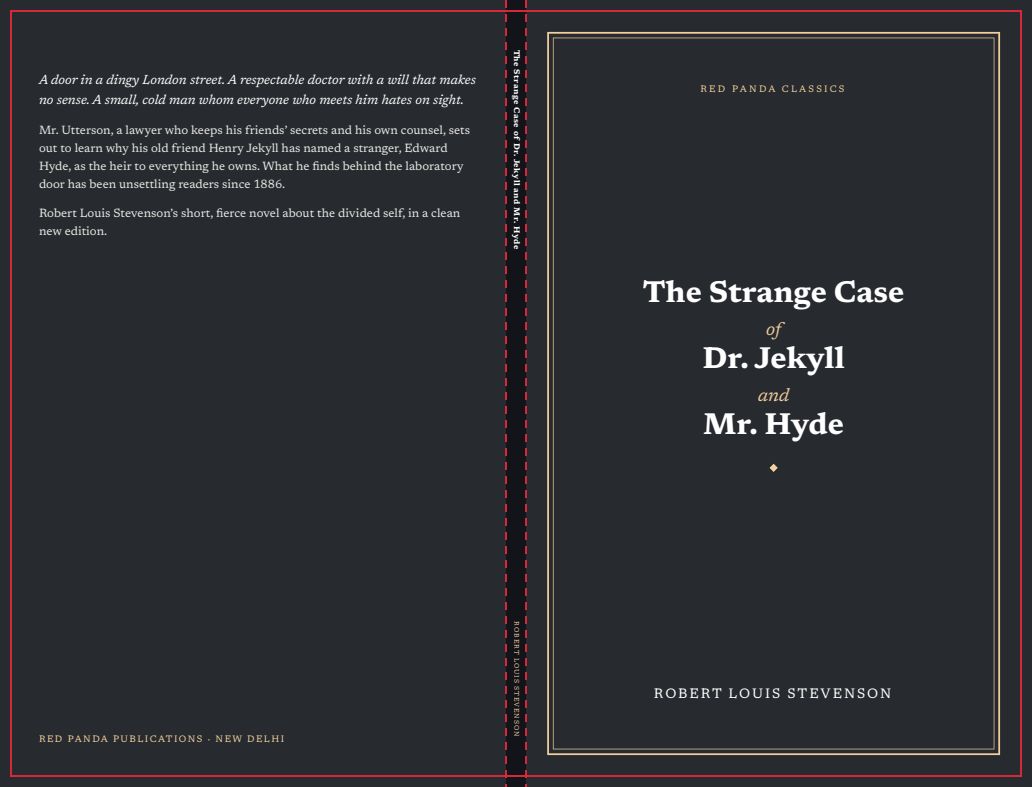 A door in a dingy London street. A respectable doctor with a will that makes
no sense. A small, cold man whom everyone who meets him hates on sight.
Mr. Utterson, a lawyer who keeps his friends’ secrets and his own counsel, sets
out to learn why his old friend Henry Jekyll has named a stranger, Edward
Hyde, as the heir to everything he owns. What he finds behind the laboratory
door has been unsettling readers since 1886.
Robert Louis Stevenson’s short, fierce novel about the divided self, in a clean
new edition.
RED PANDA PUBLICATIONS · NEW DELHI
The Strange Case of Dr. Jekyll and Mr. Hyde
ROBERT LOUIS STEVENSON
RED PANDA CLASSICS
The Strange Case
of
Dr. Jekyll
and
Mr. Hyde
ROBERT LOUIS STEVENSON